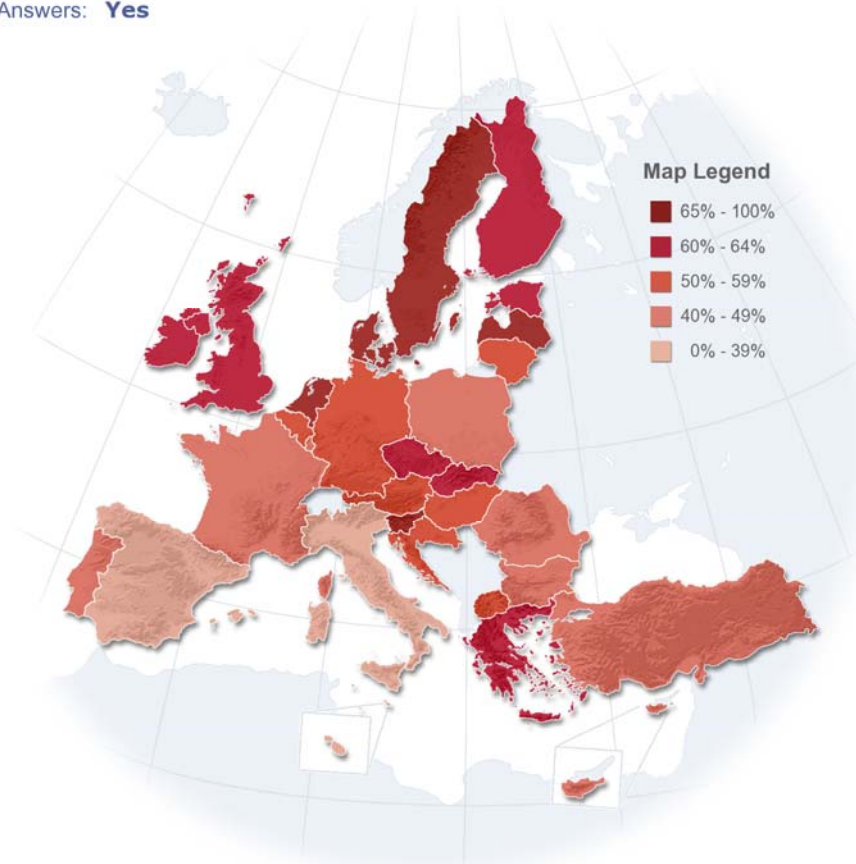 Answers: Yes
Map Legend
65% - 100%
60% - 64%
50% - 59%
40% - 49%
0% - 39%